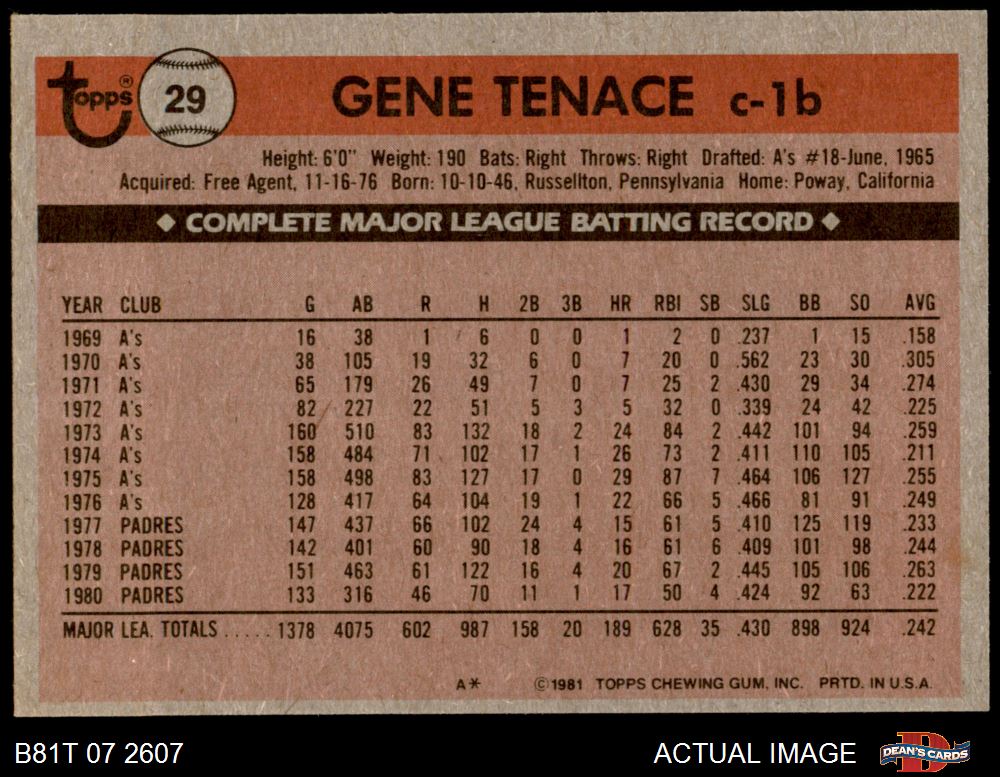 Topps® 29 GENE TENACE c-1b
Height: 6'0" Weight: 190 Bats: Right Throws: Right Drafted: A's #18-June, 1965
Acquired: Free Agent, 11-16-76 Born: 10-10-46, Russellton, Pennsylvania Home: Poway, California
◆ COMPLETE MAJOR LEAGUE BATTING RECORD ◆
YEAR CLUB G AB R H 2B 3B HR RBI SB SLG BB SO AVG
1969 A's 16 38 1 6 0 0 1 2 0 .237 1 15 .158
1970 A's 38 105 19 32 6 0 7 20 0 .562 23 30 .305
1971 A's 65 179 26 49 7 0 7 25 2 .430 29 34 .274
1972 A's 82 227 22 51 5 3 5 32 0 .339 24 42 .225
1973 A's 160 510 83 132 18 2 24 84 2 .442 101 94 .259
1974 A's 158 484 71 102 17 1 26 73 2 .411 110 105 .211
1975 A's 158 498 83 127 17 0 29 87 7 .464 106 127 .255
1976 A's 128 417 64 104 19 1 22 66 5 .466 81 91 .249
1977 PADRES 147 437 66 102 24 4 15 61 5 .410 125 119 .233
1978 PADRES 142 401 60 90 18 4 16 61 6 .409 101 98 .244
1979 PADRES 151 463 61 122 16 4 20 67 2 .445 105 106 .263
1980 PADRES 133 316 46 70 11 1 17 50 4 .424 92 63 .222
MAJOR LEA. TOTALS ..... 1378 4075 602 987 158 20 189 628 35 .430 898 924 .242
A* ©1981 TOPPS CHEWING GUM, INC. PRTD. IN U.S.A.
B81T 07 2607 ACTUAL IMAGE DEAN'S CARDS